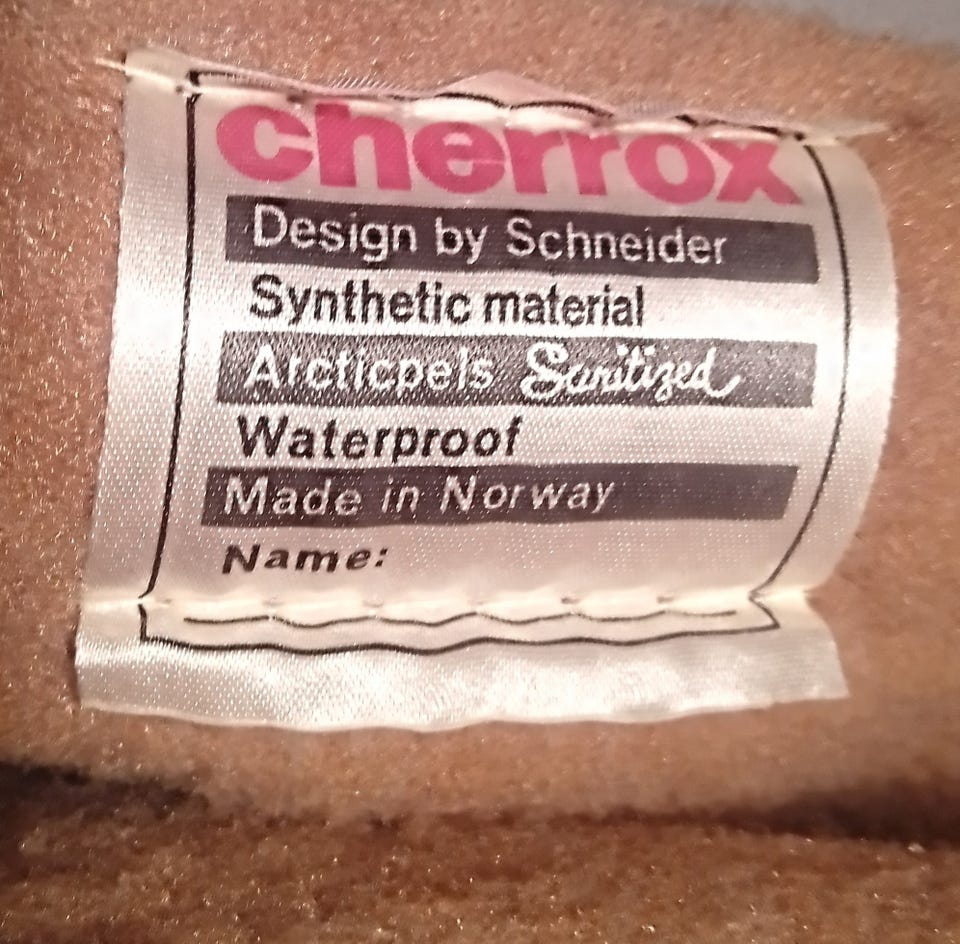 cherrox
Design by Schneider
Synthetic material
Arcticpels Sanitized
Waterproof
Made in Norway
Name: